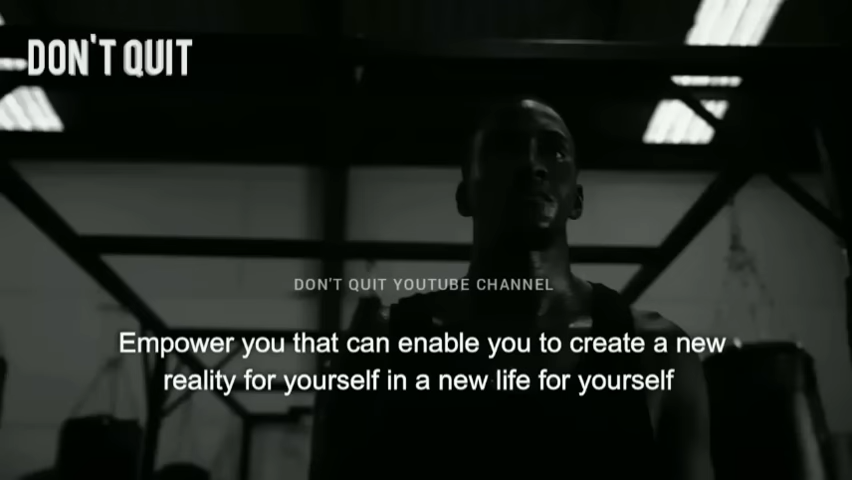 DON'T QUIT
DON'T QUIT YOUTUBE CHANNEL
Empower you that can enable you to create a new
reality for yourself in a new life for yourself